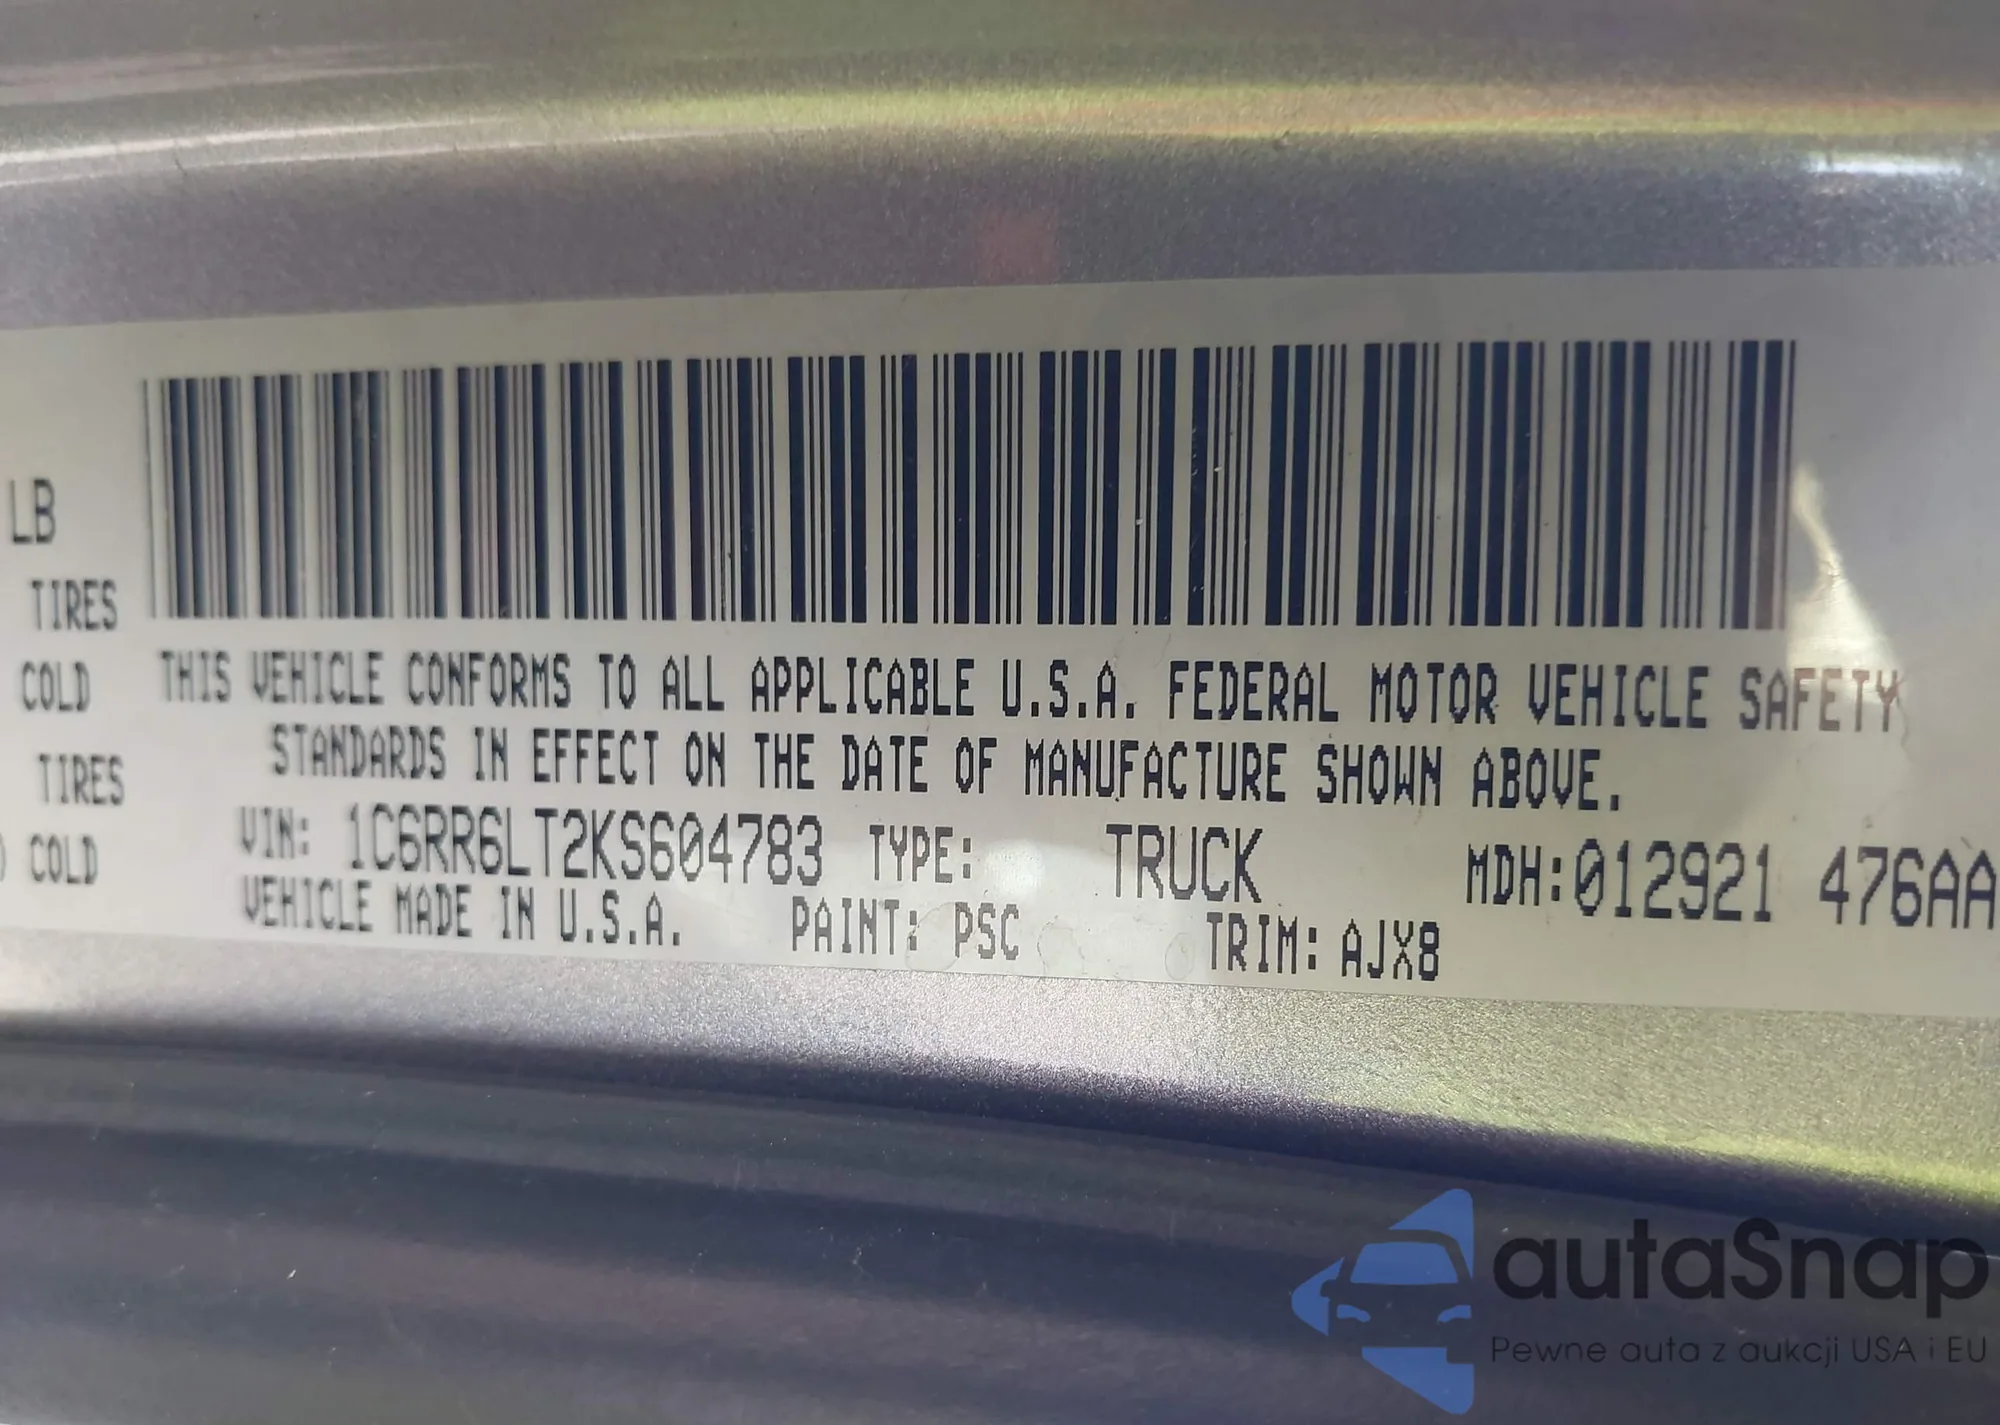 LB
TIRES
COLD
TIRES
COLD
THIS VEHICLE CONFORMS TO ALL APPLICABLE U.S.A. FEDERAL MOTOR VEHICLE SAFETY
STANDARDS IN EFFECT ON THE DATE OF MANUFACTURE SHOWN ABOVE.
VIN: 1C6RR6LT2KS604783 TYPE: TRUCK MDH:012921 476AA
VEHICLE MADE IN U.S.A. PAINT: PSC TRIM: AJX8
autaSnap
Pewne auta z aukcji USA i EU